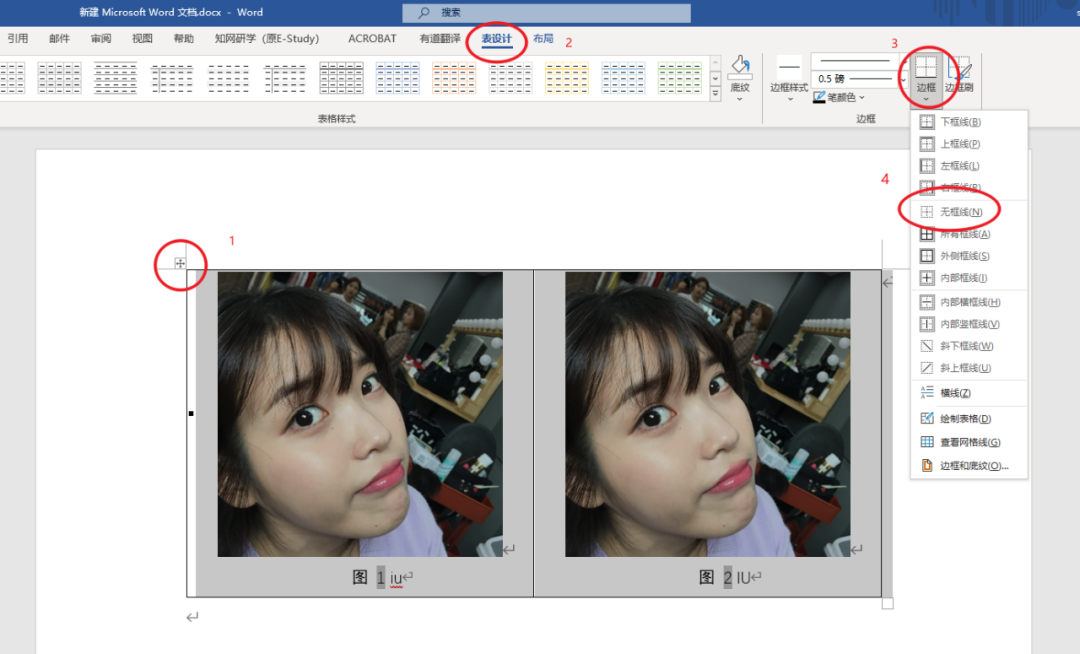 新建 Microsoft Word 文档.docx - Word
搜索
引用 邮件 审阅 视图 帮助 知网研学（原E-Study） ACROBAT 有道翻译 表设计 布局
2
3
底纹
边框样式
0.5 磅
笔颜色
边框
边框刷
表格样式
边框
下框线(B)
上框线(P)
左框线(L)
右框线(R)
4
无框线(N)
所有框线(A)
外侧框线(S)
内部框线(I)
内部横框线(H)
内部竖框线(V)
斜下框线(W)
斜上框线(U)
横线(Z)
绘制表格(D)
查看网格线(G)
边框和底纹(O)...
1
图 1 iu
图 2 IU